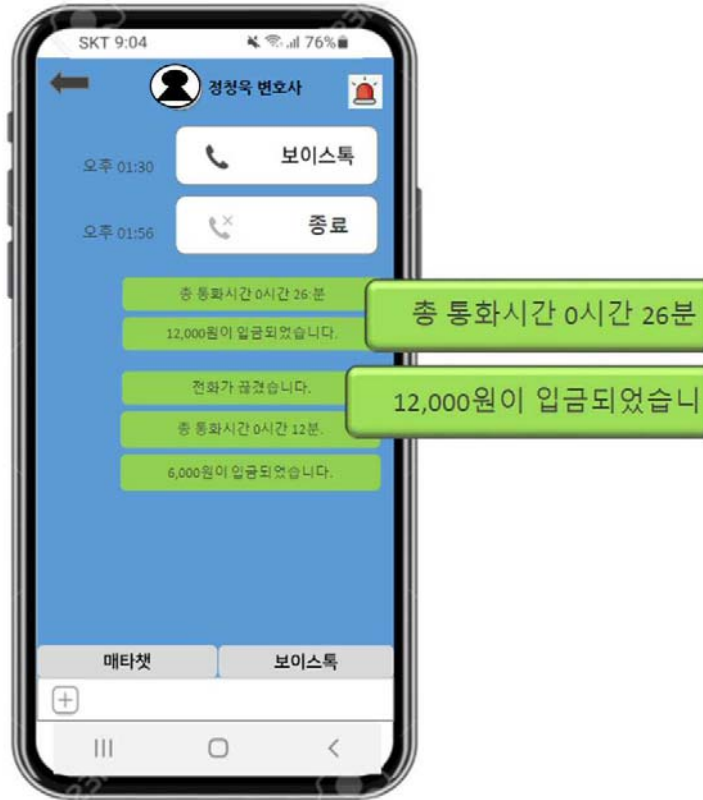 SKT 9:04 76%
정청욱 변호사
오후 01:30 보이스톡
오후 01:56 종료
총 통화시간 0시간 26:분
12,000원이 입금되었습니다.
총 통화시간 0시간 26분
전화가 끊겼습니다.
12,000원이 입금되었습니
총 통화시간 0시간 12분.
6,000원이 입금되었습니다.
매타챗 보이스톡